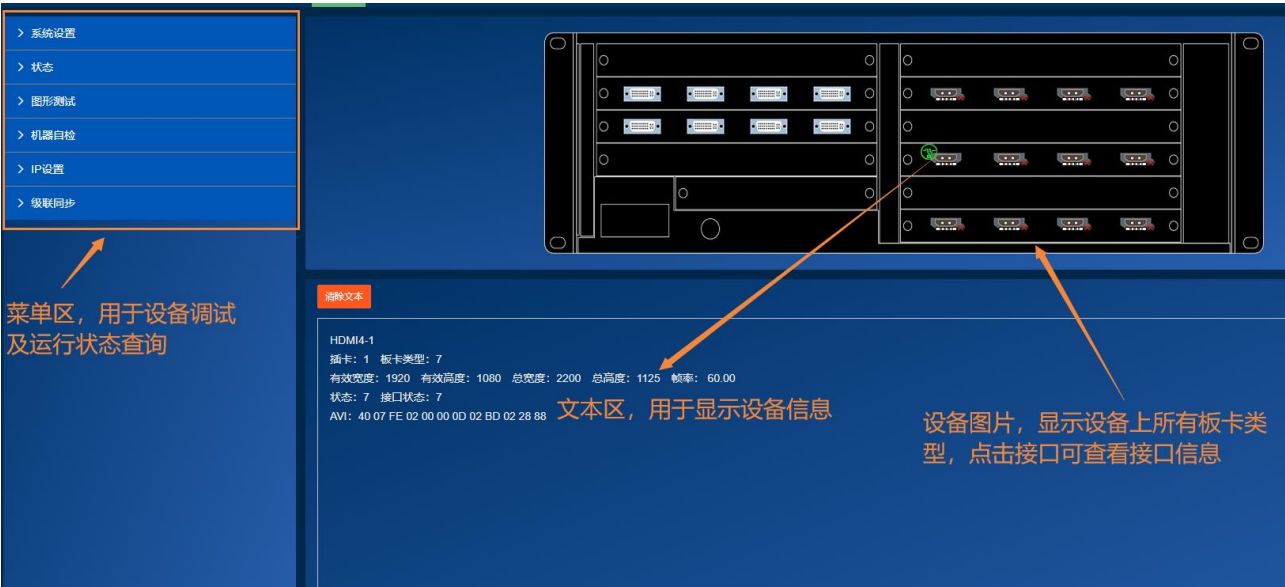 系统设置
状态
图形测试
机器自检
IP设置
级联同步
菜单区，用于设备调试
及运行状态查询
清除文本
HDMI4-1
插卡：1 板卡类型：7
有效宽度：1920 有效高度：1080 总宽度：2200 总高度：1125 帧率：60.00
状态：7 接口状态：7
AVI：40 07 FE 02 00 00 0D 02 BD 02 28 88
文本区，用于显示设备信息
设备图片，显示设备上所有板卡类
型，点击接口可查看接口信息